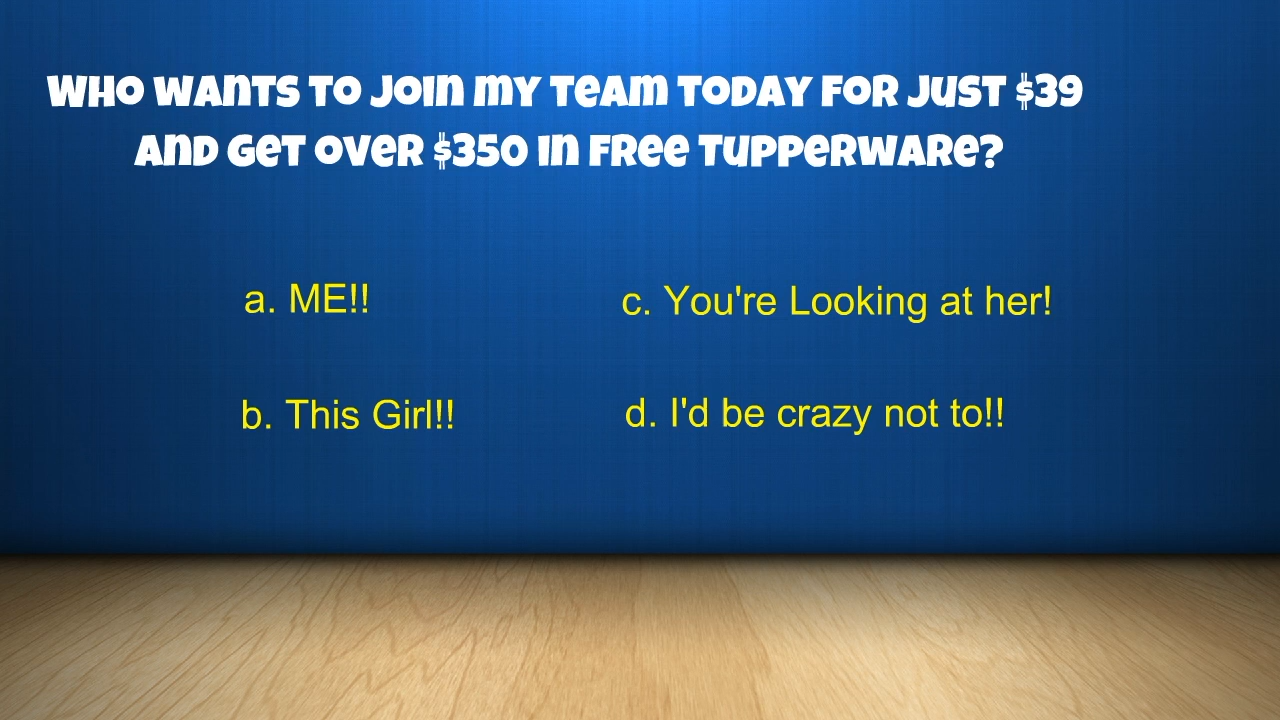 WHO WANTS TO JOIN MY TEAM TODAY FOR JUST $39
AND GET OVER $350 IN FREE TUPPERWARE?
a. ME!!
b. This Girl!!
c. You're Looking at her!
d. I'd be crazy not to!!